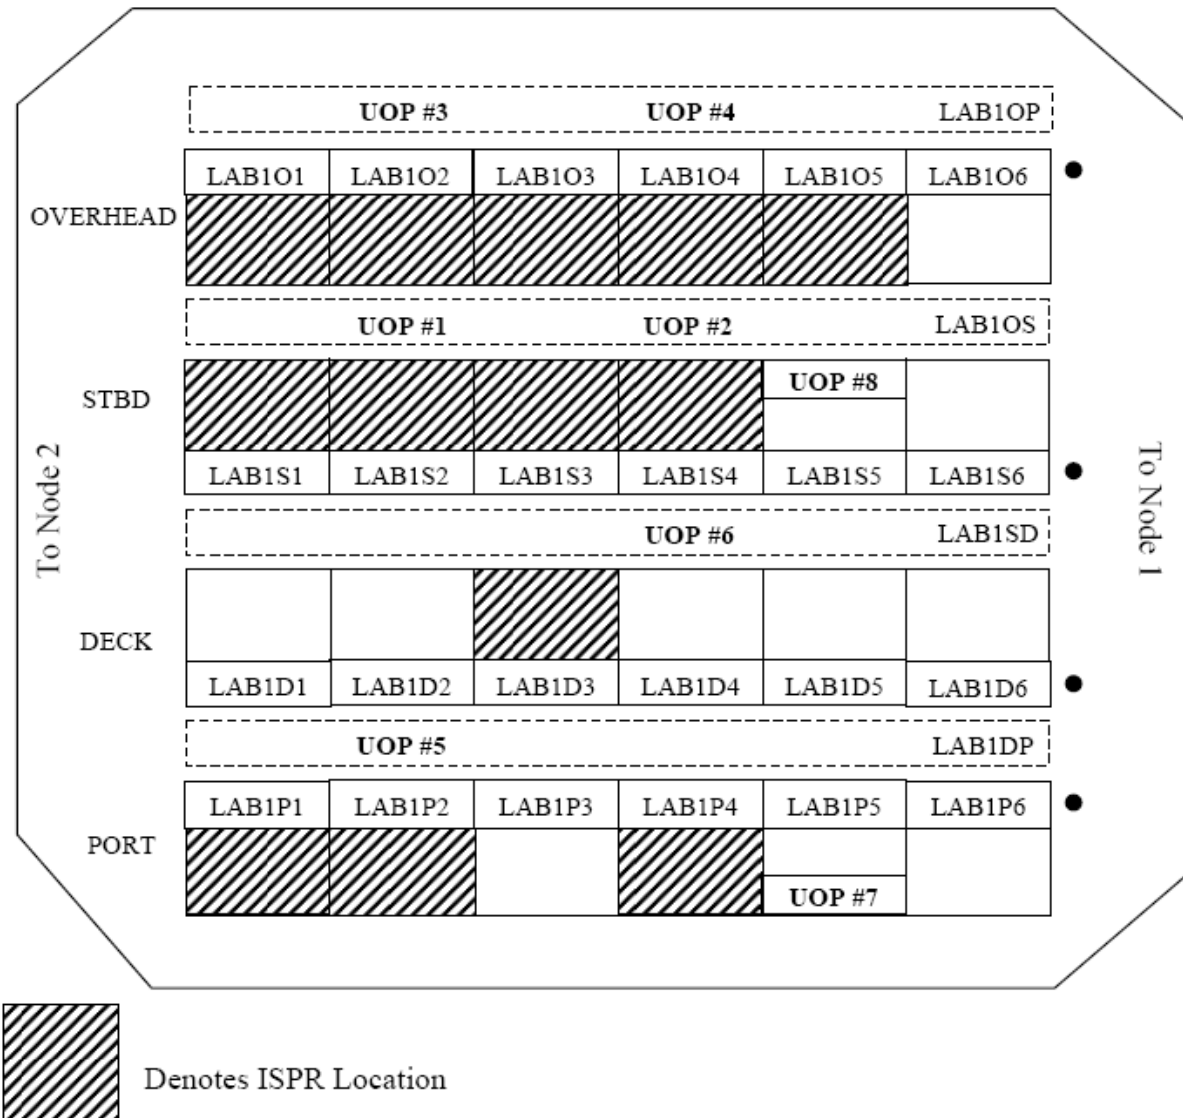 UOP #3 UOP #4 LAB1OP
LAB1O1 LAB1O2 LAB1O3 LAB1O4 LAB1O5 LAB1O6
OVERHEAD
UOP #1 UOP #2 LAB1OS
STBD
UOP #8
LAB1S1 LAB1S2 LAB1S3 LAB1S4 LAB1S5 LAB1S6
To Node 2
To Node 1
UOP #6 LAB1SD
DECK
LAB1D1 LAB1D2 LAB1D3 LAB1D4 LAB1D5 LAB1D6
UOP #5 LAB1DP
LAB1P1 LAB1P2 LAB1P3 LAB1P4 LAB1P5 LAB1P6
PORT
UOP #7
Denotes ISPR Location